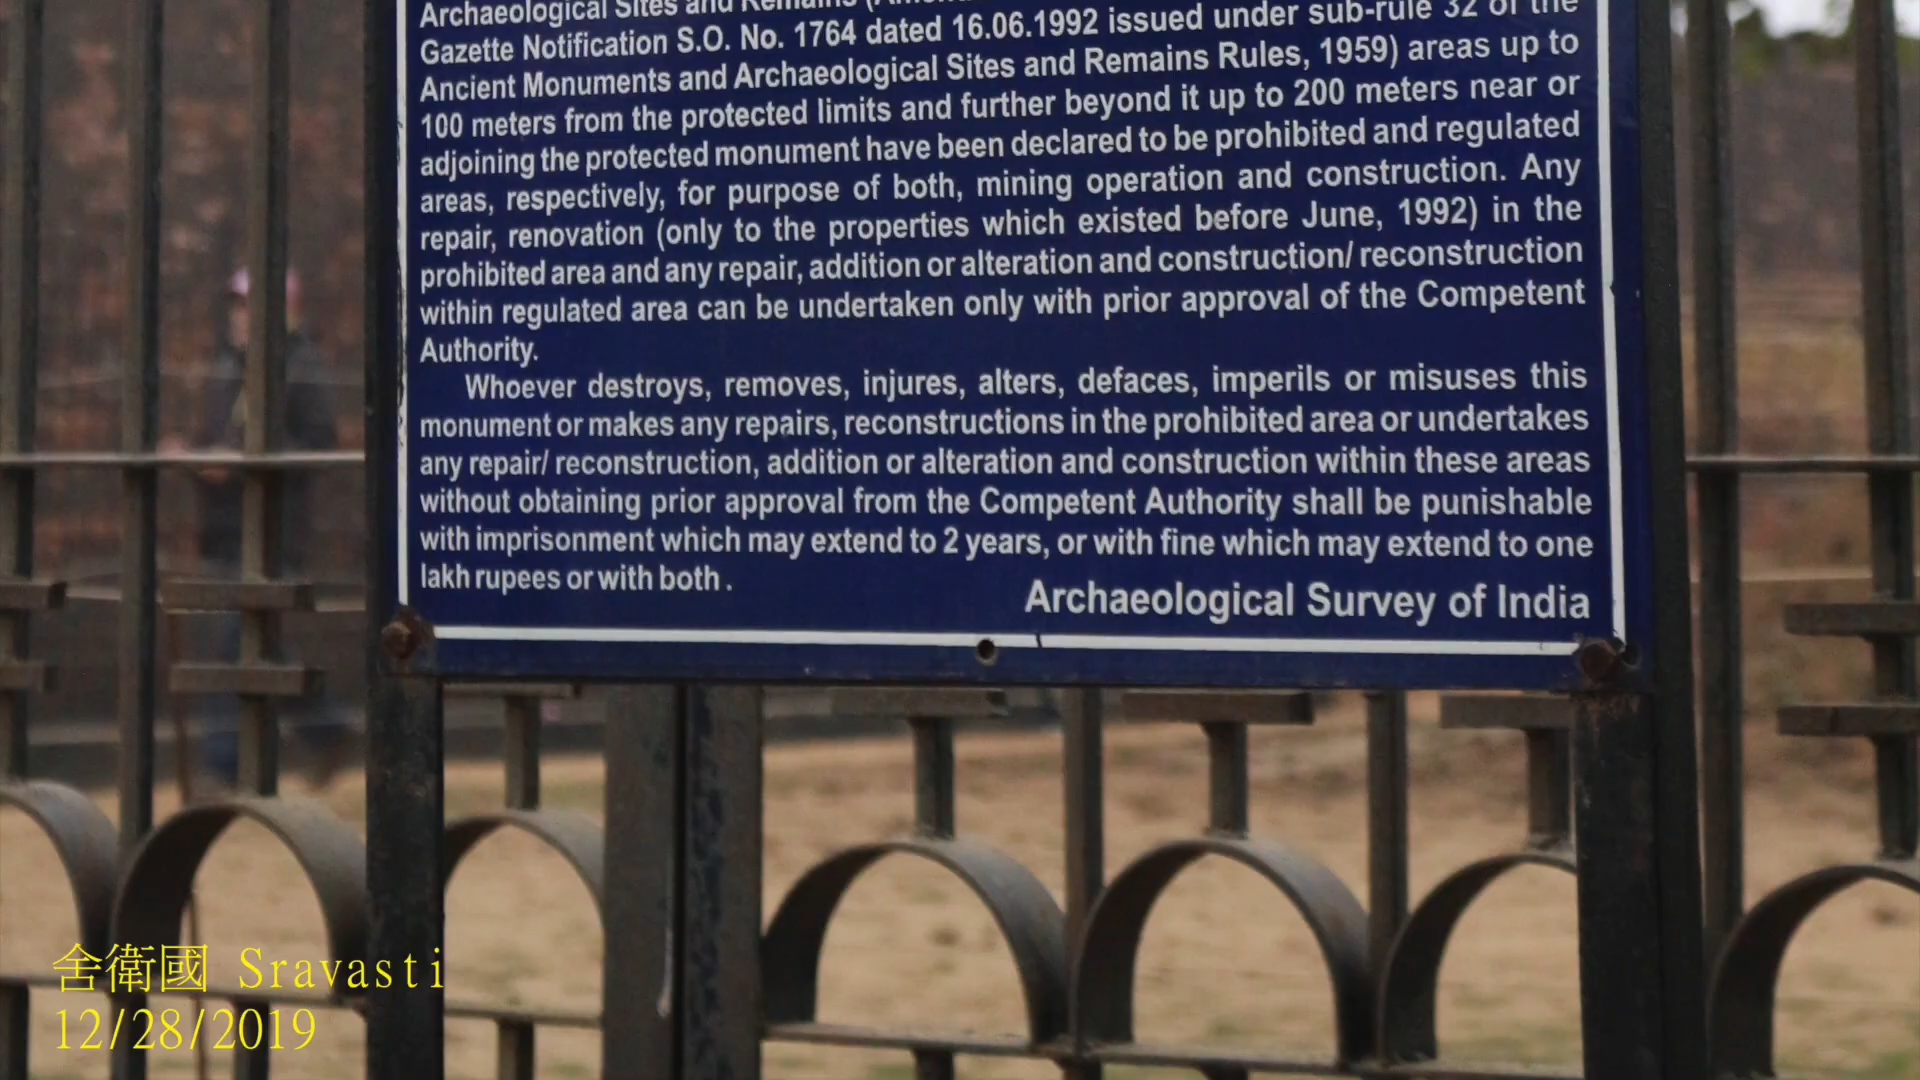 Archaeological Sites and Remains
Gazette Notification S.O. No. 1764 dated 16.06.1992 issued under sub-rule 32 of the
Ancient Monuments and Archaeological Sites and Remains Rules, 1959) areas up to
100 meters from the protected limits and further beyond it up to 200 meters near or
adjoining the protected monument have been declared to be prohibited and regulated
areas, respectively, for purpose of both, mining operation and construction. Any
repair, renovation (only to the properties which existed before June, 1992) in the
prohibited area and any repair, addition or alteration and construction/ reconstruction
within regulated area can be undertaken only with prior approval of the Competent
Authority.
Whoever destroys, removes, injures, alters, defaces, imperils or misuses this
monument or makes any repairs, reconstructions in the prohibited area or undertakes
any repair/ reconstruction, addition or alteration and construction within these areas
without obtaining prior approval from the Competent Authority shall be punishable
with imprisonment which may extend to 2 years, or with fine which may extend to one
lakh rupees or with both .
Archaeological Survey of India
舍衛國 Sravasti
12/28/2019